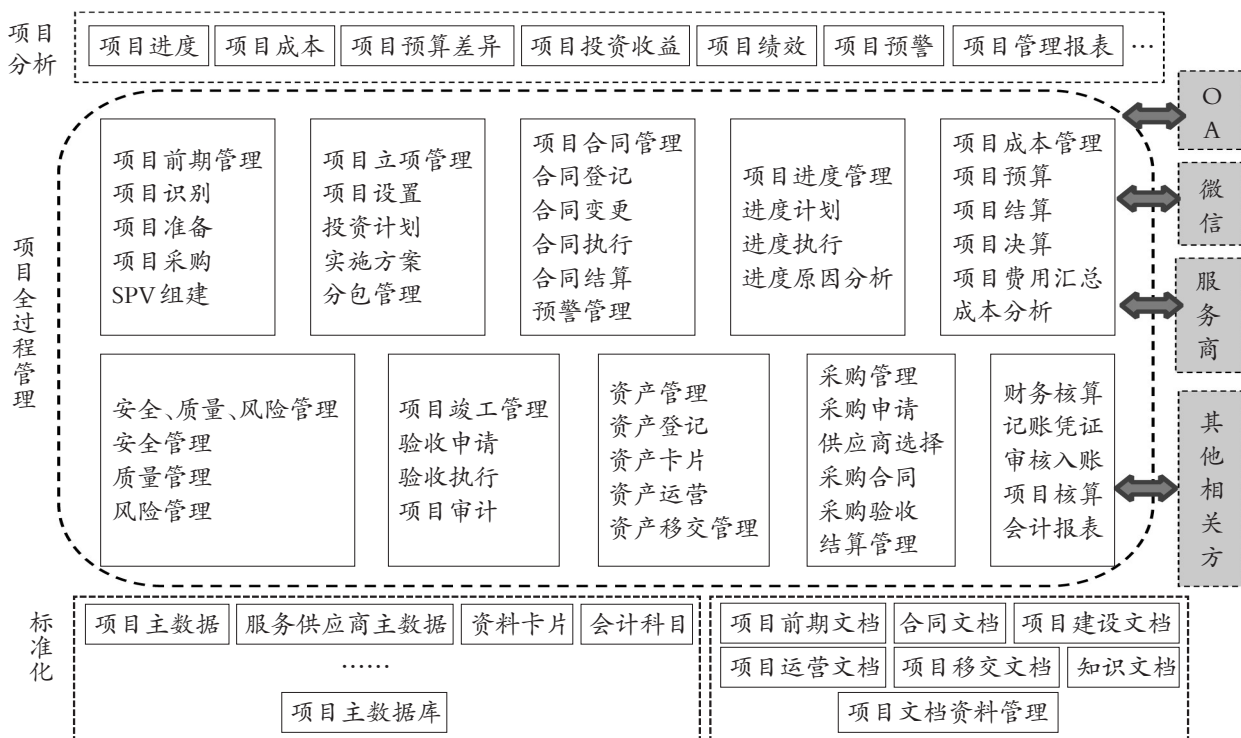 项目
分析
项目进度 项目成本 项目预算差异 项目投资收益 项目绩效 项目预警 项目管理报表 …
项目全过程管理
项目前期管理
项目识别
项目准备
项目采购
SPV组建
项目立项管理
项目设置
投资计划
实施方案
分包管理
项目合同管理
合同登记
合同变更
合同执行
合同结算
预警管理
项目进度管理
进度计划
进度执行
进度原因分析
项目成本管理
项目预算
项目结算
项目决算
项目费用汇总
成本分析
安全、质量、风险管理
安全管理
质量管理
风险管理
项目竣工管理
验收申请
验收执行
项目审计
资产管理
资产登记
资产卡片
资产运营
资产移交管理
采购管理
采购申请
供应商选择
采购合同
采购验收
结算管理
财务核算
记账凭证
审核入账
项目核算
会计报表
OA
微信
服务商
其他相关方
标准化
项目主数据 服务供应商主数据 资料卡片 会计科目
……
项目主数据库
项目前期文档 合同文档 项目建设文档
项目运营文档 项目移交文档 知识文档
项目文档资料管理